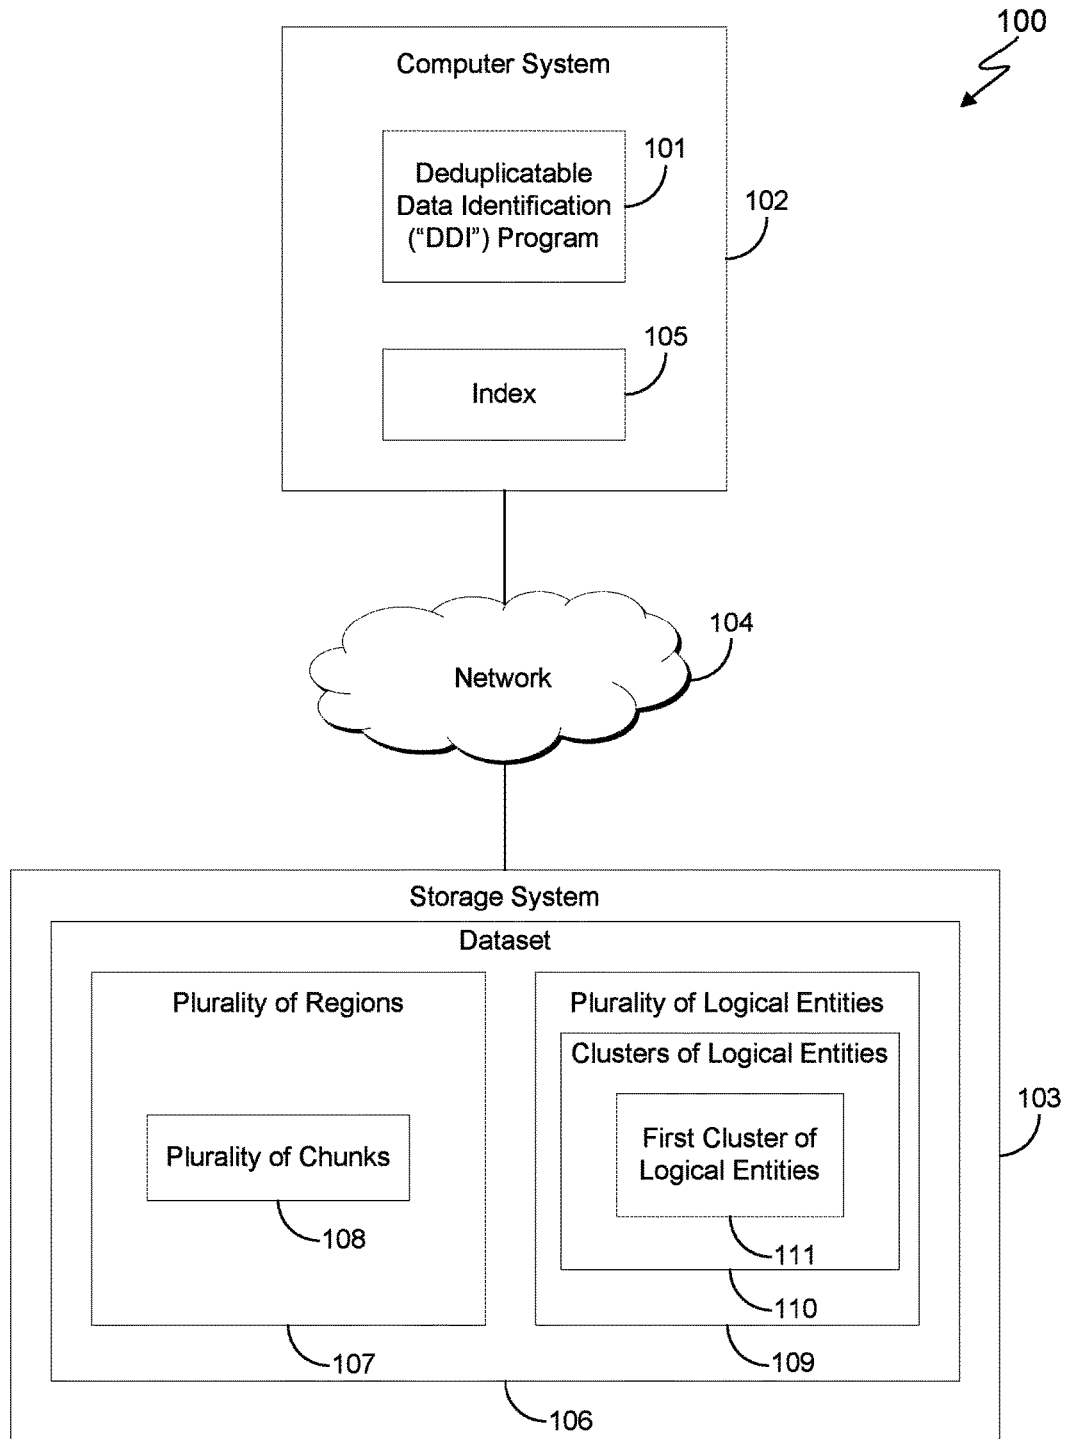 100
Computer System
Deduplicatable
Data Identification
("DDI") Program
101
102
Index
105
Network
104
Storage System
Dataset
Plurality of Regions
Plurality of Chunks
108
107
Plurality of Logical Entities
Clusters of Logical Entities
First Cluster of
Logical Entities
111
110
109
106
103